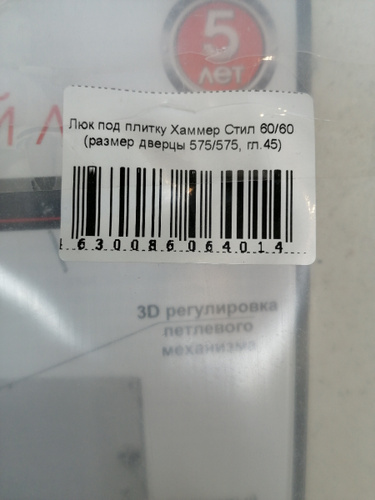 5
лет
Й А
Люк под плитку Хаммер Стил 60/60
(размер дверцы 575/575, гл.45)
630086064014
3D регулировка
петлевого
механизма